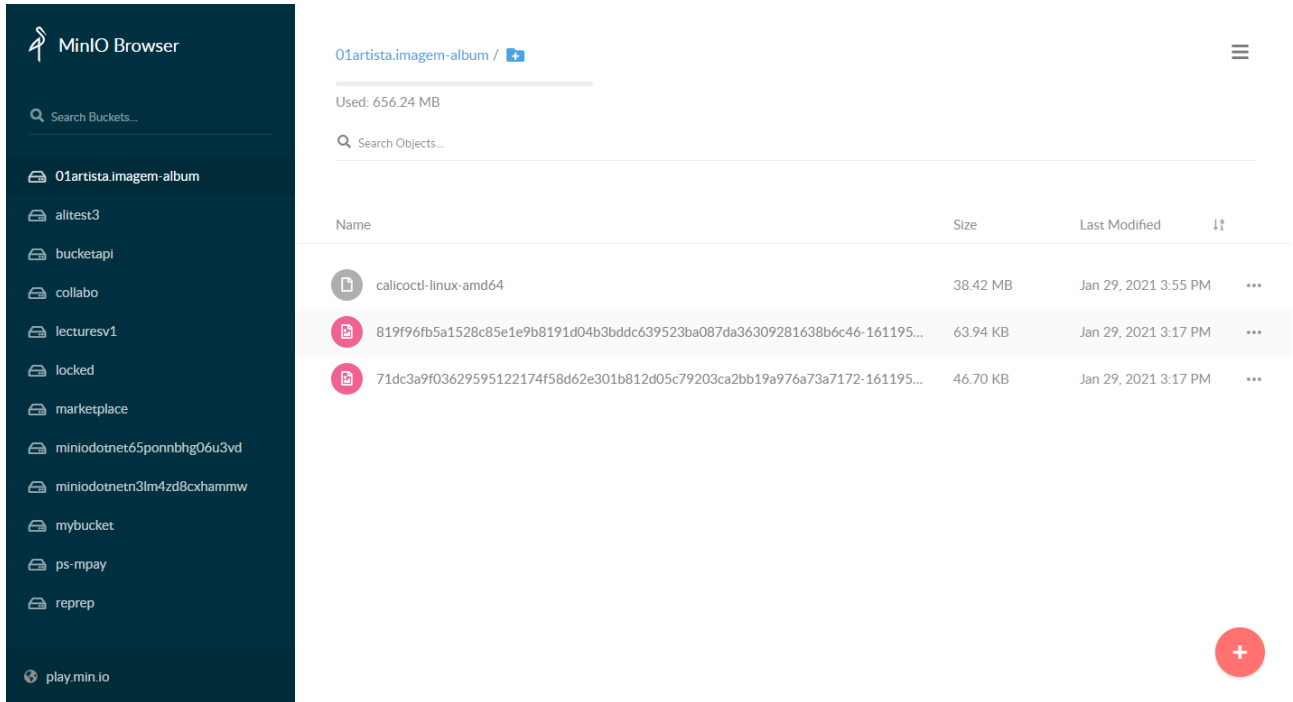 MinIO Browser
Search Buckets...
01artista.imagem-album
alitest3
bucketapi
collabo
lecturesv1
locked
marketplace
miniodotnet65ponnbhg06u3vd
miniodotnetn3lm4zd8cxhammw
mybucket
ps-mpay
reprep
play.min.io
01artista.imagem-album /
Used: 656.24 MB
Search Objects...
Name Size Last Modified
calicoctl-linux-amd64 38.42 MB Jan 29, 2021 3:55 PM
819f96fb5a1528c85e1e9b8191d04b3bddc639523ba087da36309281638b6c46-161195... 63.94 KB Jan 29, 2021 3:17 PM
71dc3a9f03629595122174f58d62e301b812d05c79203ca2bb19a976a73a7172-161195... 46.70 KB Jan 29, 2021 3:17 PM